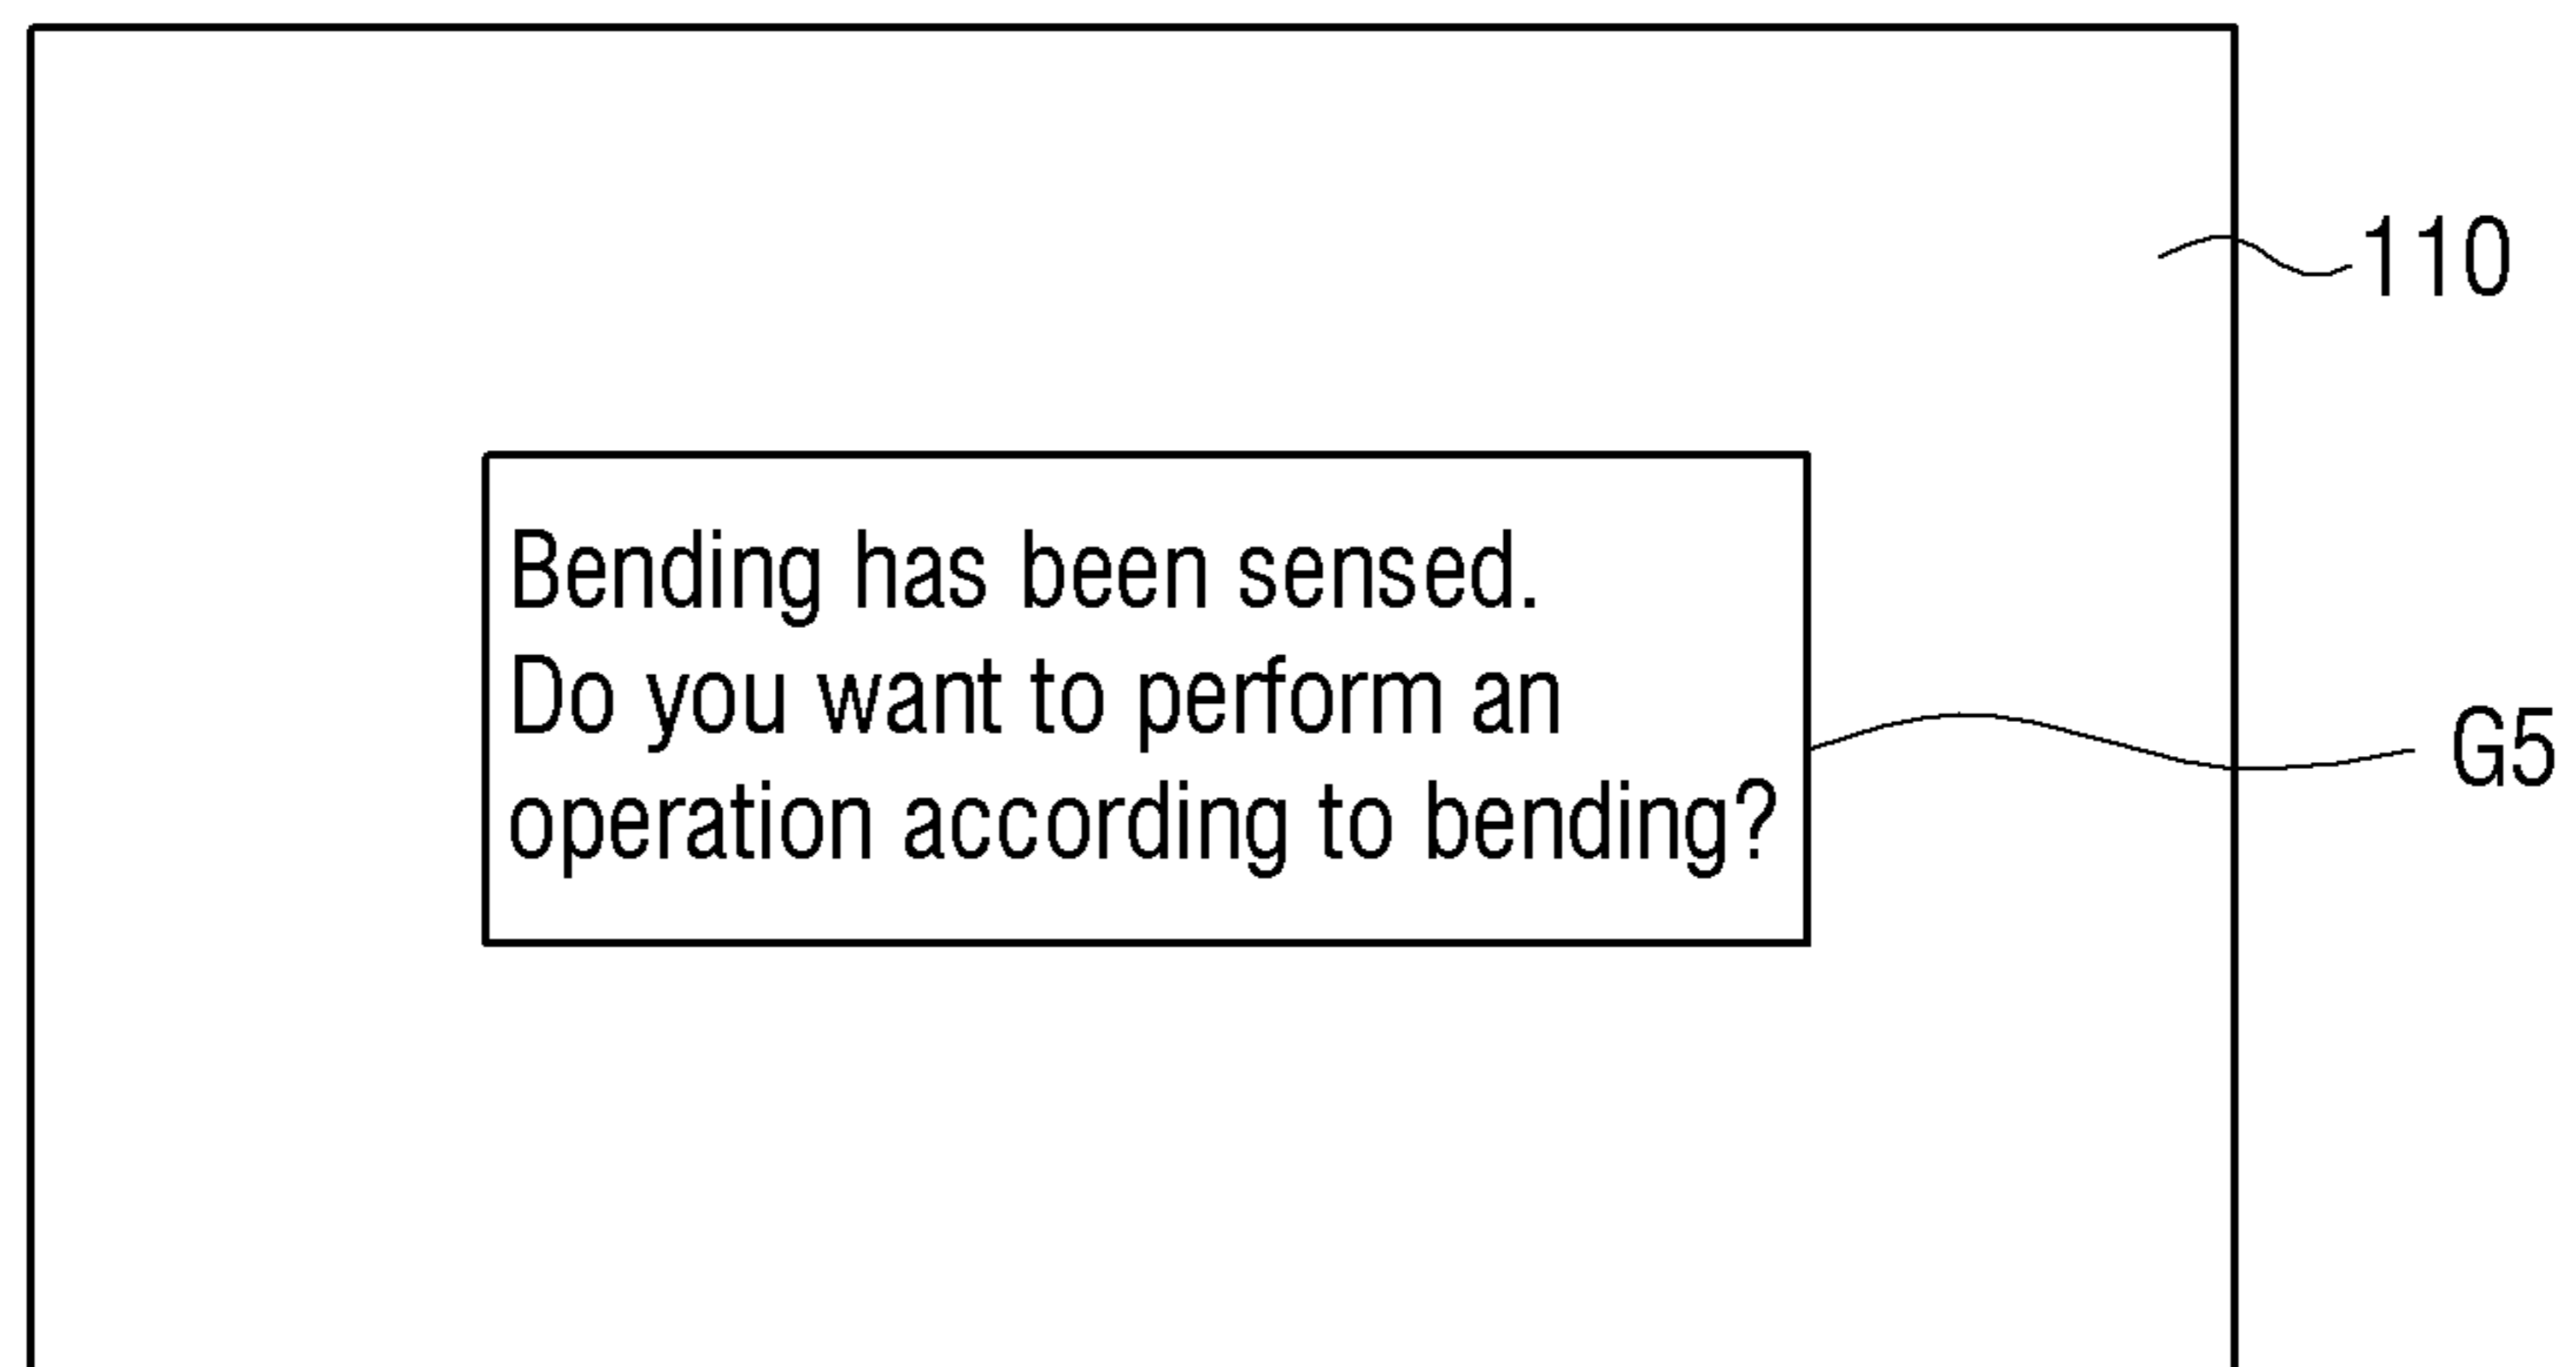 110
Bending has been sensed.
Do you want to perform an
operation according to bending?
G5